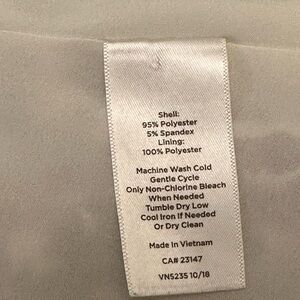 Shell:
95% Polyester
5% Spandex
Lining:
100% Polyester
Machine Wash Cold
Gentle Cycle
Only Non-Chlorine Bleach
When Needed
Tumble Dry Low
Cool Iron If Needed
Or Dry Clean
Made In Vietnam
CA# 23147
VN5235 10/18